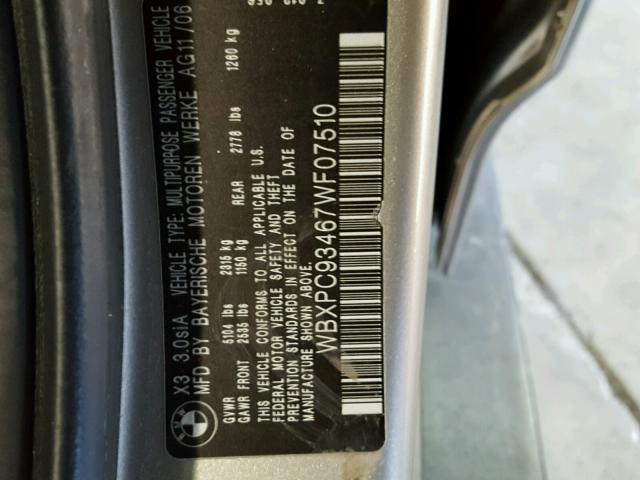 X3 3.0siA VEHICLE TYPE: MULTIPURPOSE PASSENGER VEHICLE
MFD BY BAYERISCHE MOTOREN WERKE AG 11/06
GVWR 5104 lbs 2315 kg
GAWR FRONT 2535 lbs 1150 kg REAR 2778 lbs 1260 kg
THIS VEHICLE CONFORMS TO ALL APPLICABLE U.S.
FEDERAL MOTOR VEHICLE SAFETY AND THEFT
PREVENTION STANDARDS IN EFFECT ON THE DATE OF
MANUFACTURE SHOWN ABOVE.
WBXPC93467WF07510